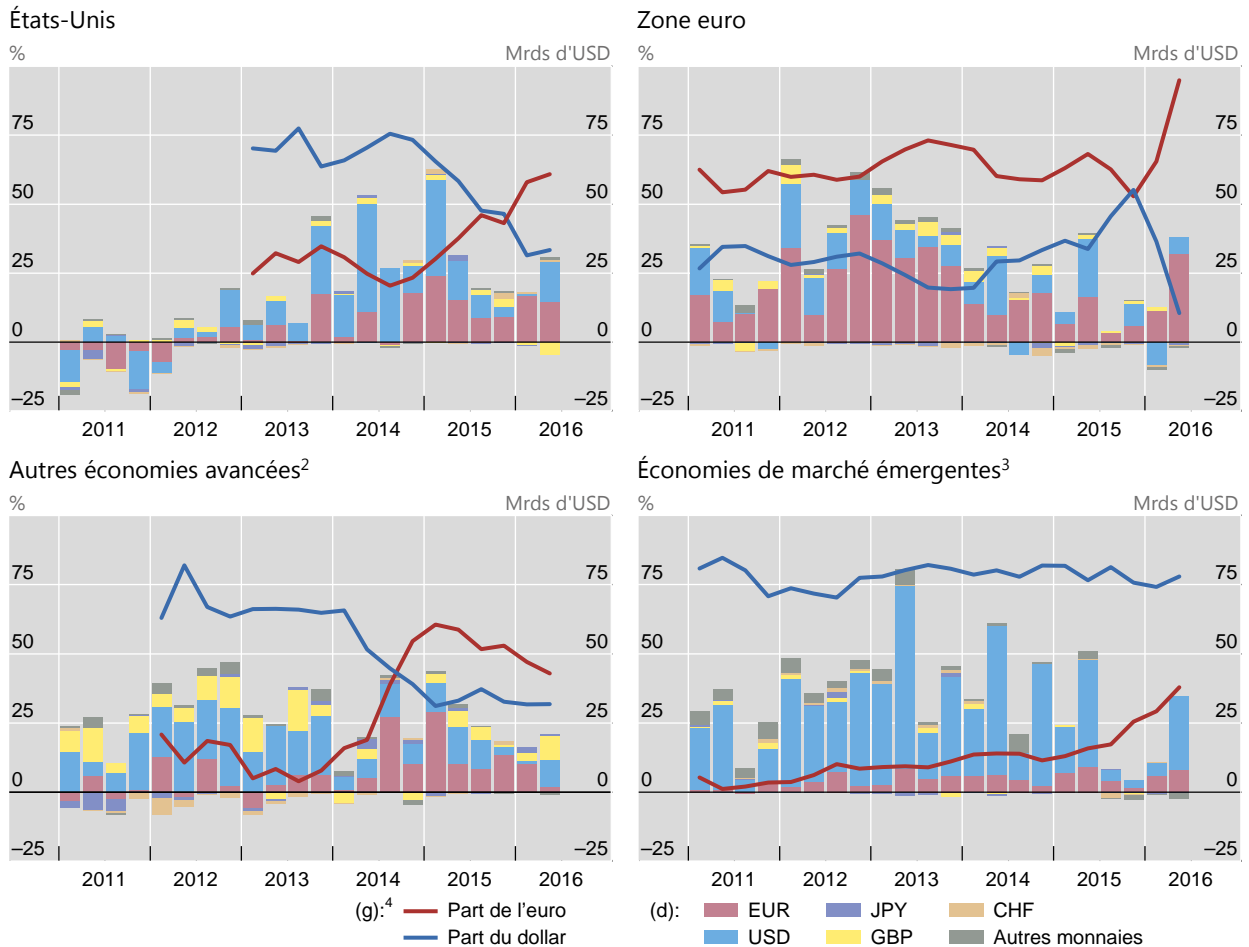 États-Unis
% Mrds d'USD
75 75
50 50
25 25
0 0
–25 –25
2011 2012 2013 2014 2015 2016
Zone euro
% Mrds d'USD
75 75
50 50
25 25
0 0
–25 –25
2011 2012 2013 2014 2015 2016
Autres économies avancées²
% Mrds d'USD
75 75
50 50
25 25
0 0
–25 –25
2011 2012 2013 2014 2015 2016
Économies de marché émergentes³
% Mrds d'USD
75 75
50 50
25 25
0 0
–25 –25
2011 2012 2013 2014 2015 2016
(g):⁴ Part de l’euro
Part du dollar
(d): EUR JPY CHF
USD GBP Autres monnaies